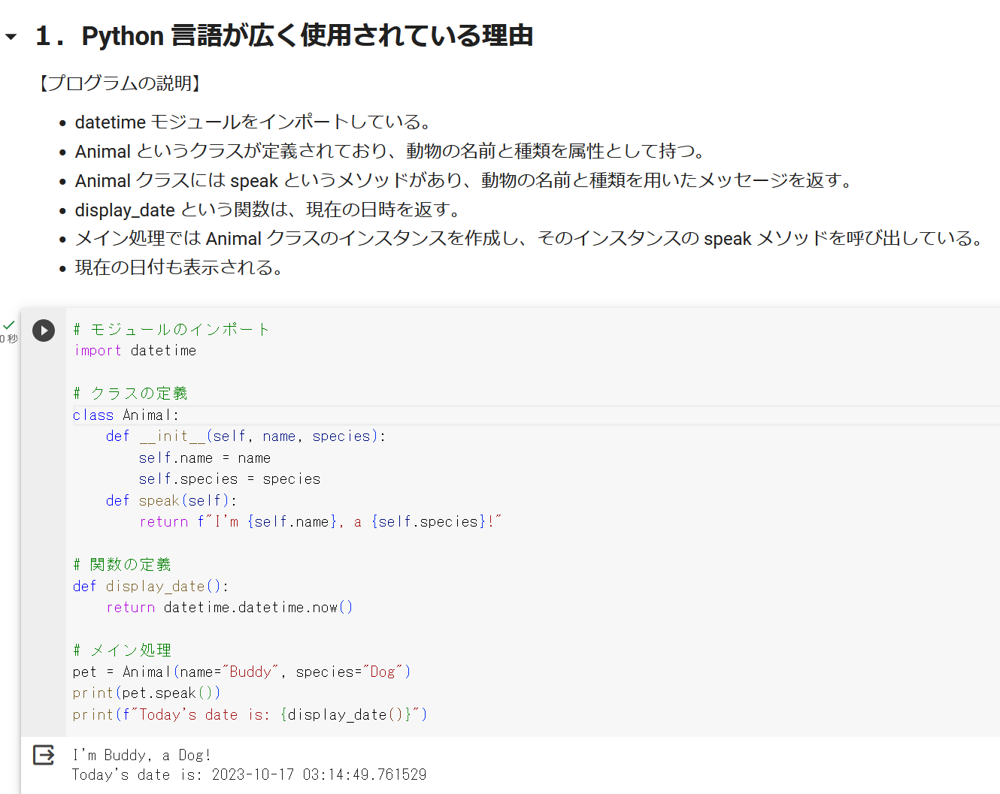 1．Python 言語が広く使用されている理由
【プログラムの説明】
• datetime モジュールをインポートしている。
• Animal というクラスが定義されており、動物の名前と種類を属性として持つ。
• Animal クラスには speak というメソッドがあり、動物の名前と種類を用いたメッセージを返す。
• display_date という関数は、現在の日時を返す。
• メイン処理では Animal クラスのインスタンスを作成し、そのインスタンスの speak メソッドを呼び出している。
• 現在の日付も表示される。
0 秒
# モジュールのインポート
import datetime
# クラスの定義
class Animal:
    def __init__(self, name, species):
        self.name = name
        self.species = species
    def speak(self):
        return f"I'm {self.name}, a {self.species}!"
# 関数の定義
def display_date():
    return datetime.datetime.now()
# メイン処理
pet = Animal(name="Buddy", species="Dog")
print(pet.speak())
print(f"Today's date is: {display_date()}")
I'm Buddy, a Dog!
Today's date is: 2023-10-17 03:14:49.761529